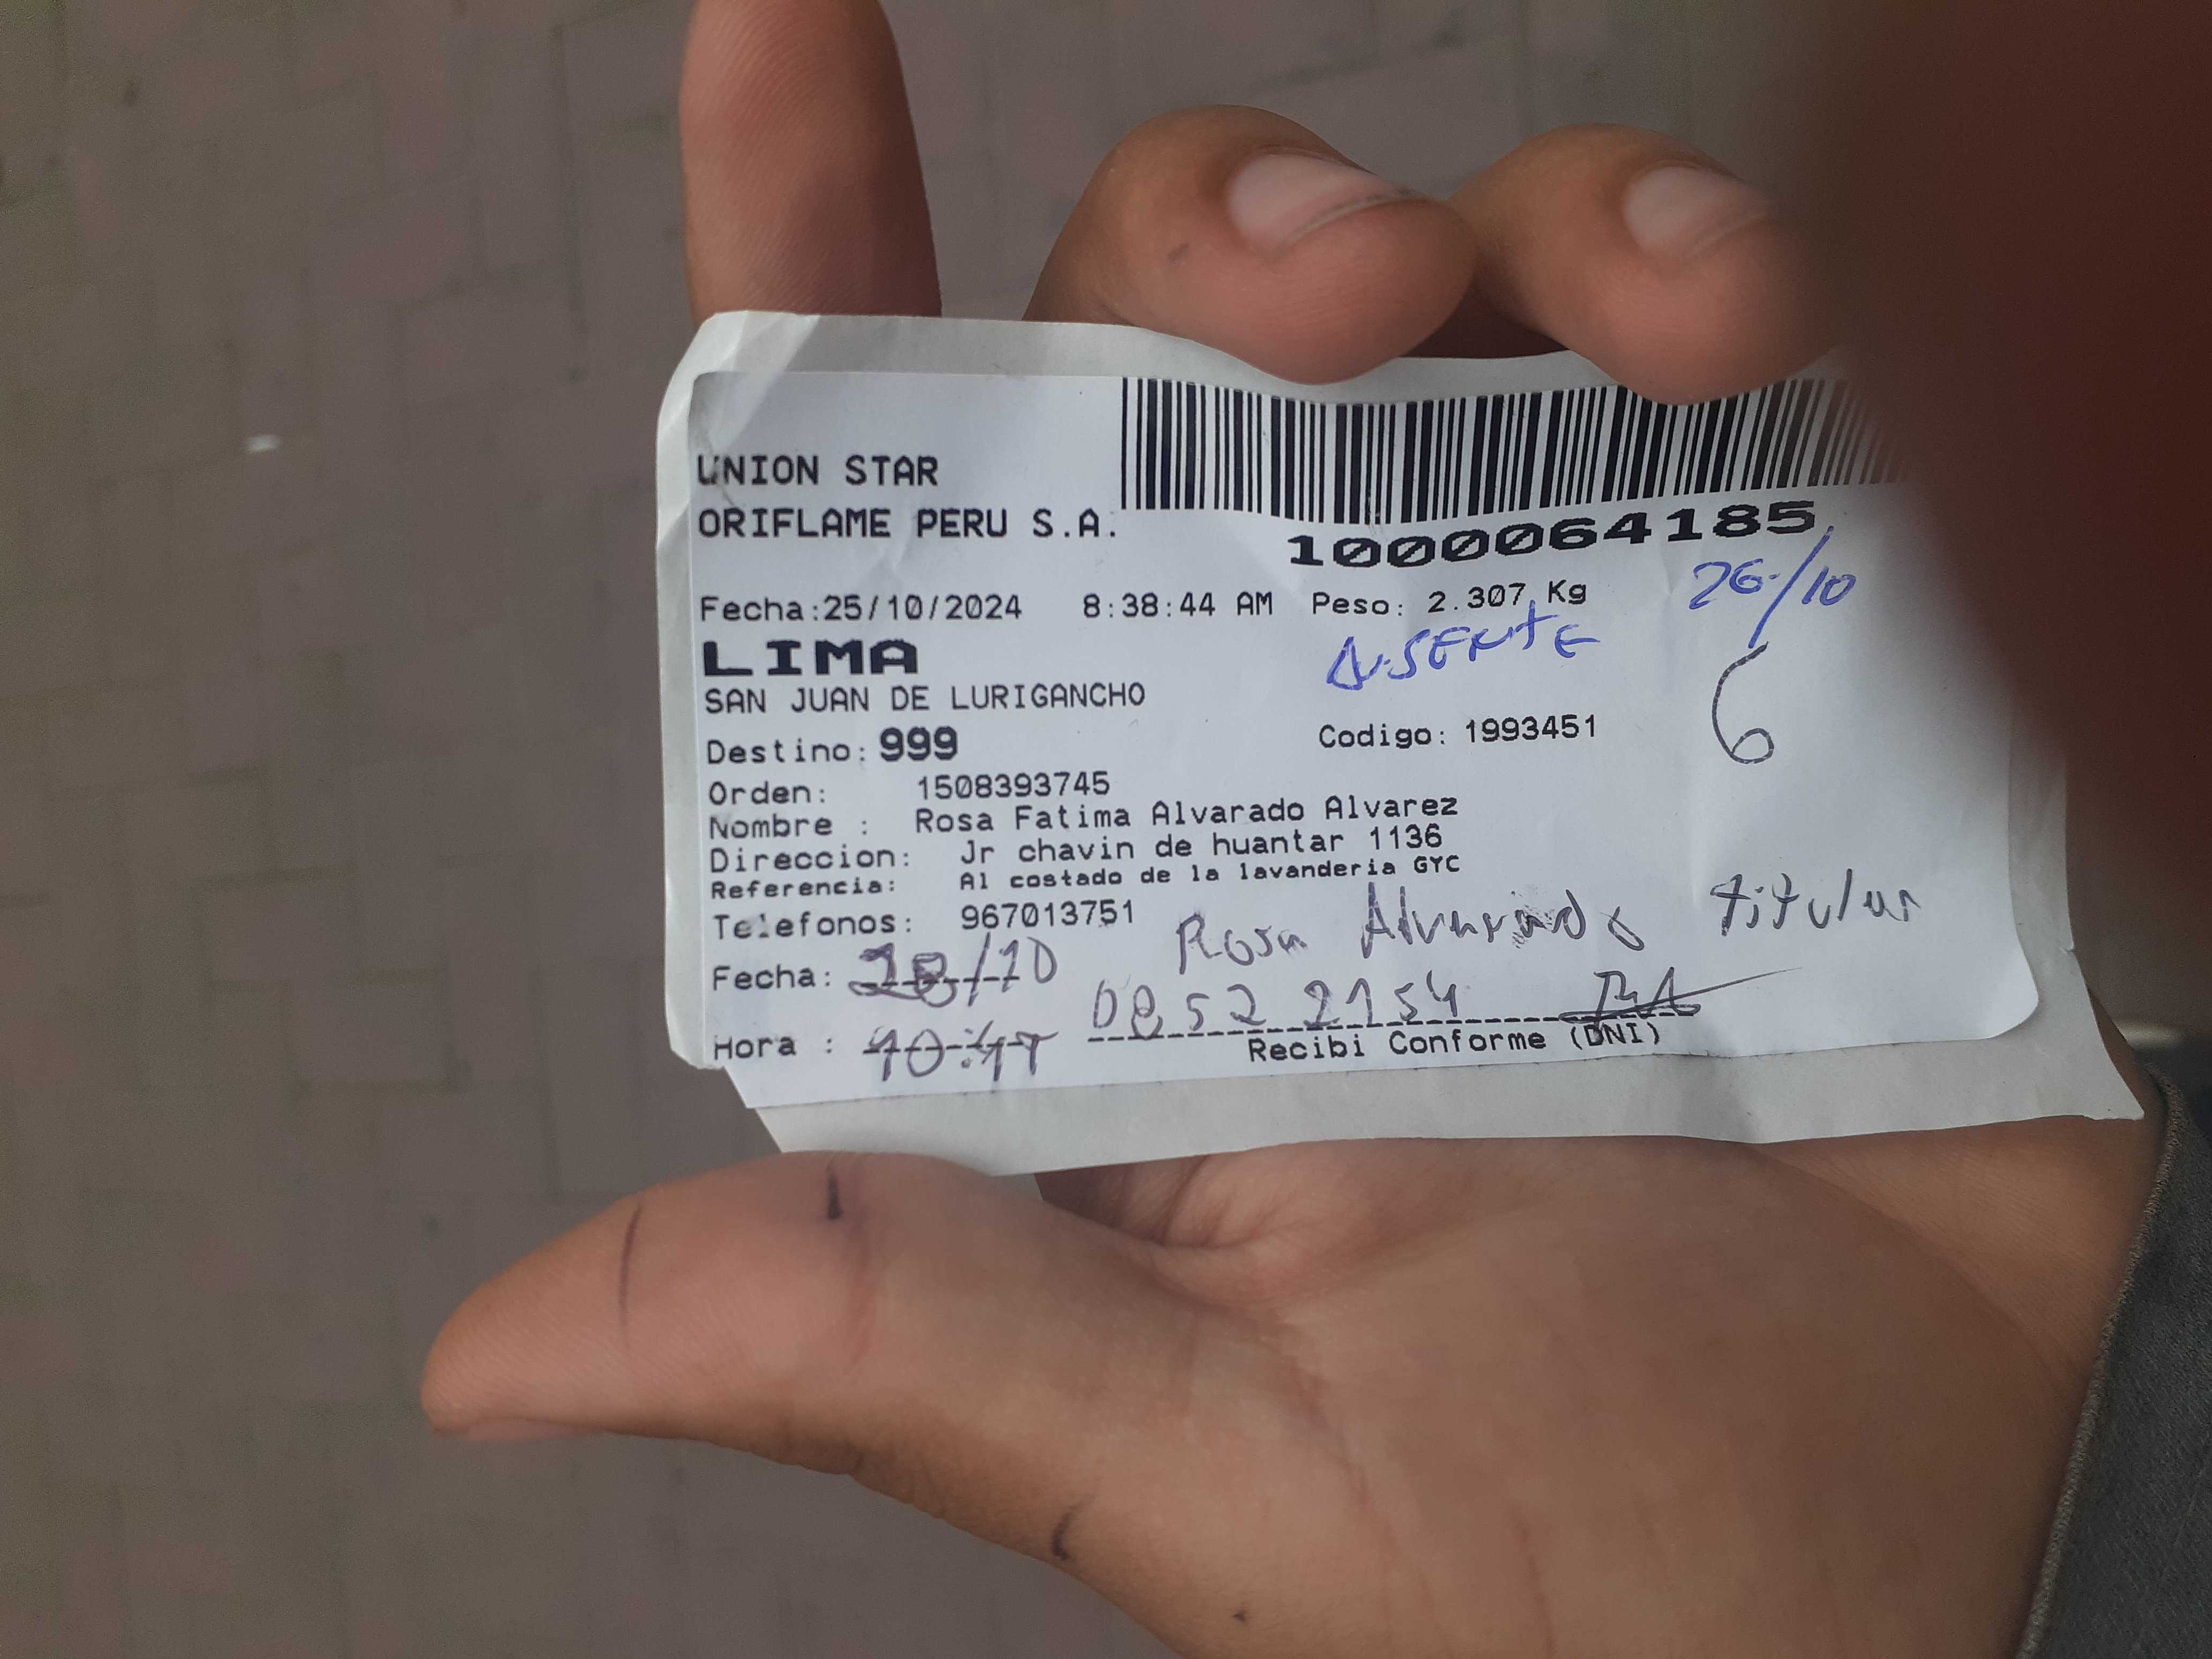 UNION STAR
ORIFLAME PERU S.A.
1000064185
Fecha:25/10/2024 8:38:44 AM Peso: 2.307 Kg 26/10
LIMA AUSENTE
SAN JUAN DE LURIGANCHO 6
Destino: 999 Codigo: 1993451
Orden: 1508393745
Nombre : Rosa Fatima Alvarado Alvarez
Direccion: Jr chavin de huantar 1136
Referencia: Al costado de la lavanderia GYC
Telefonos: 967013751 Rosa Alvarado titular
Fecha: /10
Hora :
Recibi Conforme (DNI)